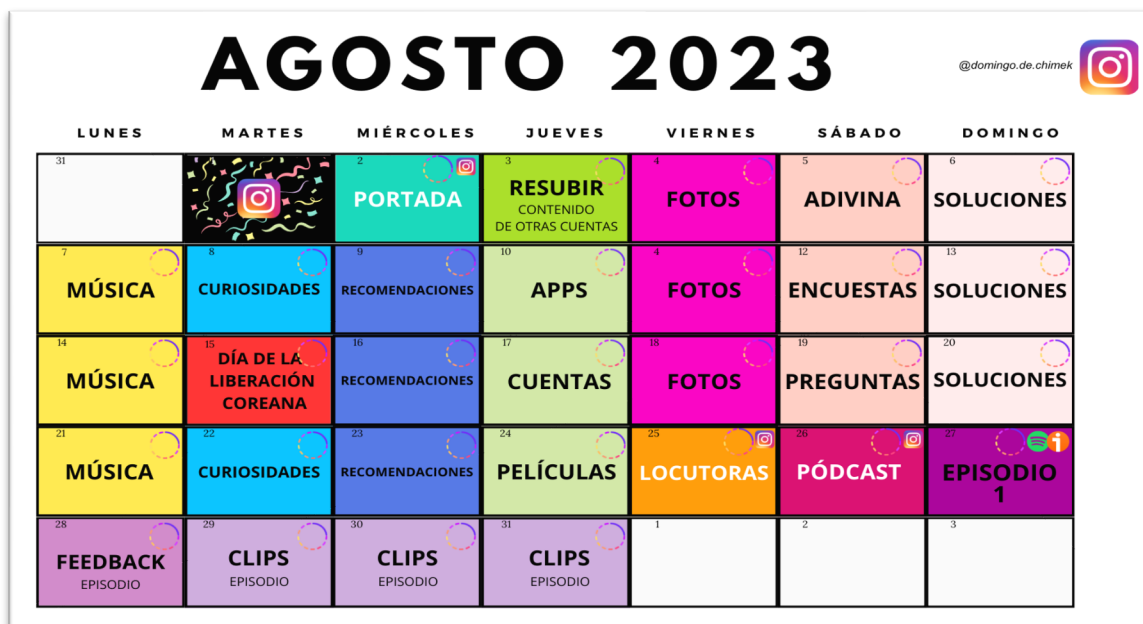 AGOSTO 2023
@domingo.de.chimek
LUNES MARTES MIÉRCOLES JUEVES VIERNES SÁBADO DOMINGO
31
2
PORTADA
3
RESUBIR
CONTENIDO
DE OTRAS CUENTAS
4
FOTOS
5
ADIVINA
6
SOLUCIONES
7
MÚSICA
8
CURIOSIDADES
9
RECOMENDACIONES
10
APPS
4
FOTOS
12
ENCUESTAS
13
SOLUCIONES
14
MÚSICA
15
DÍA DE LA
LIBERACIÓN
COREANA
16
RECOMENDACIONES
17
CUENTAS
18
FOTOS
19
PREGUNTAS
20
SOLUCIONES
21
MÚSICA
22
CURIOSIDADES
23
RECOMENDACIONES
24
PELÍCULAS
25
LOCUTORAS
26
PÓDCAST
27
EPISODIO
1
28
FEEDBACK
EPISODIO
29
CLIPS
EPISODIO
30
CLIPS
EPISODIO
31
CLIPS
EPISODIO
1
2
3